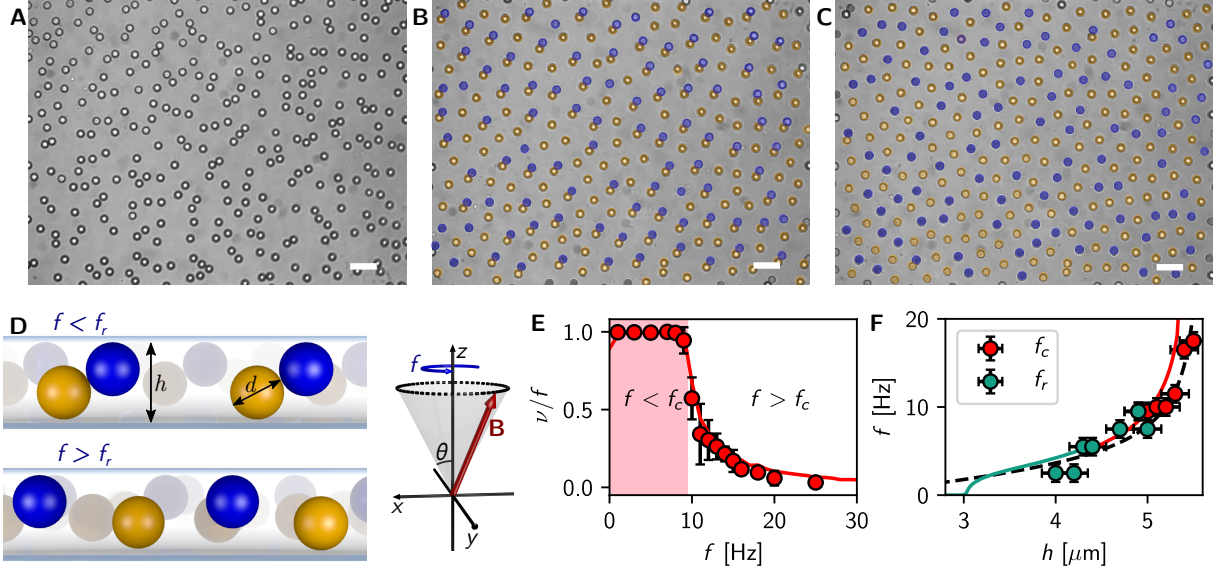 A
B
C
D
f < f_r
h
d
f > f_r
f
z
B
θ
x
y
E
1.0
0.5
0.0
ν/f
f < f_c
f > f_c
0
10
20
30
f [Hz]
F
20
10
0
f [Hz]
f_c
f_r
3
4
5
h [μm]